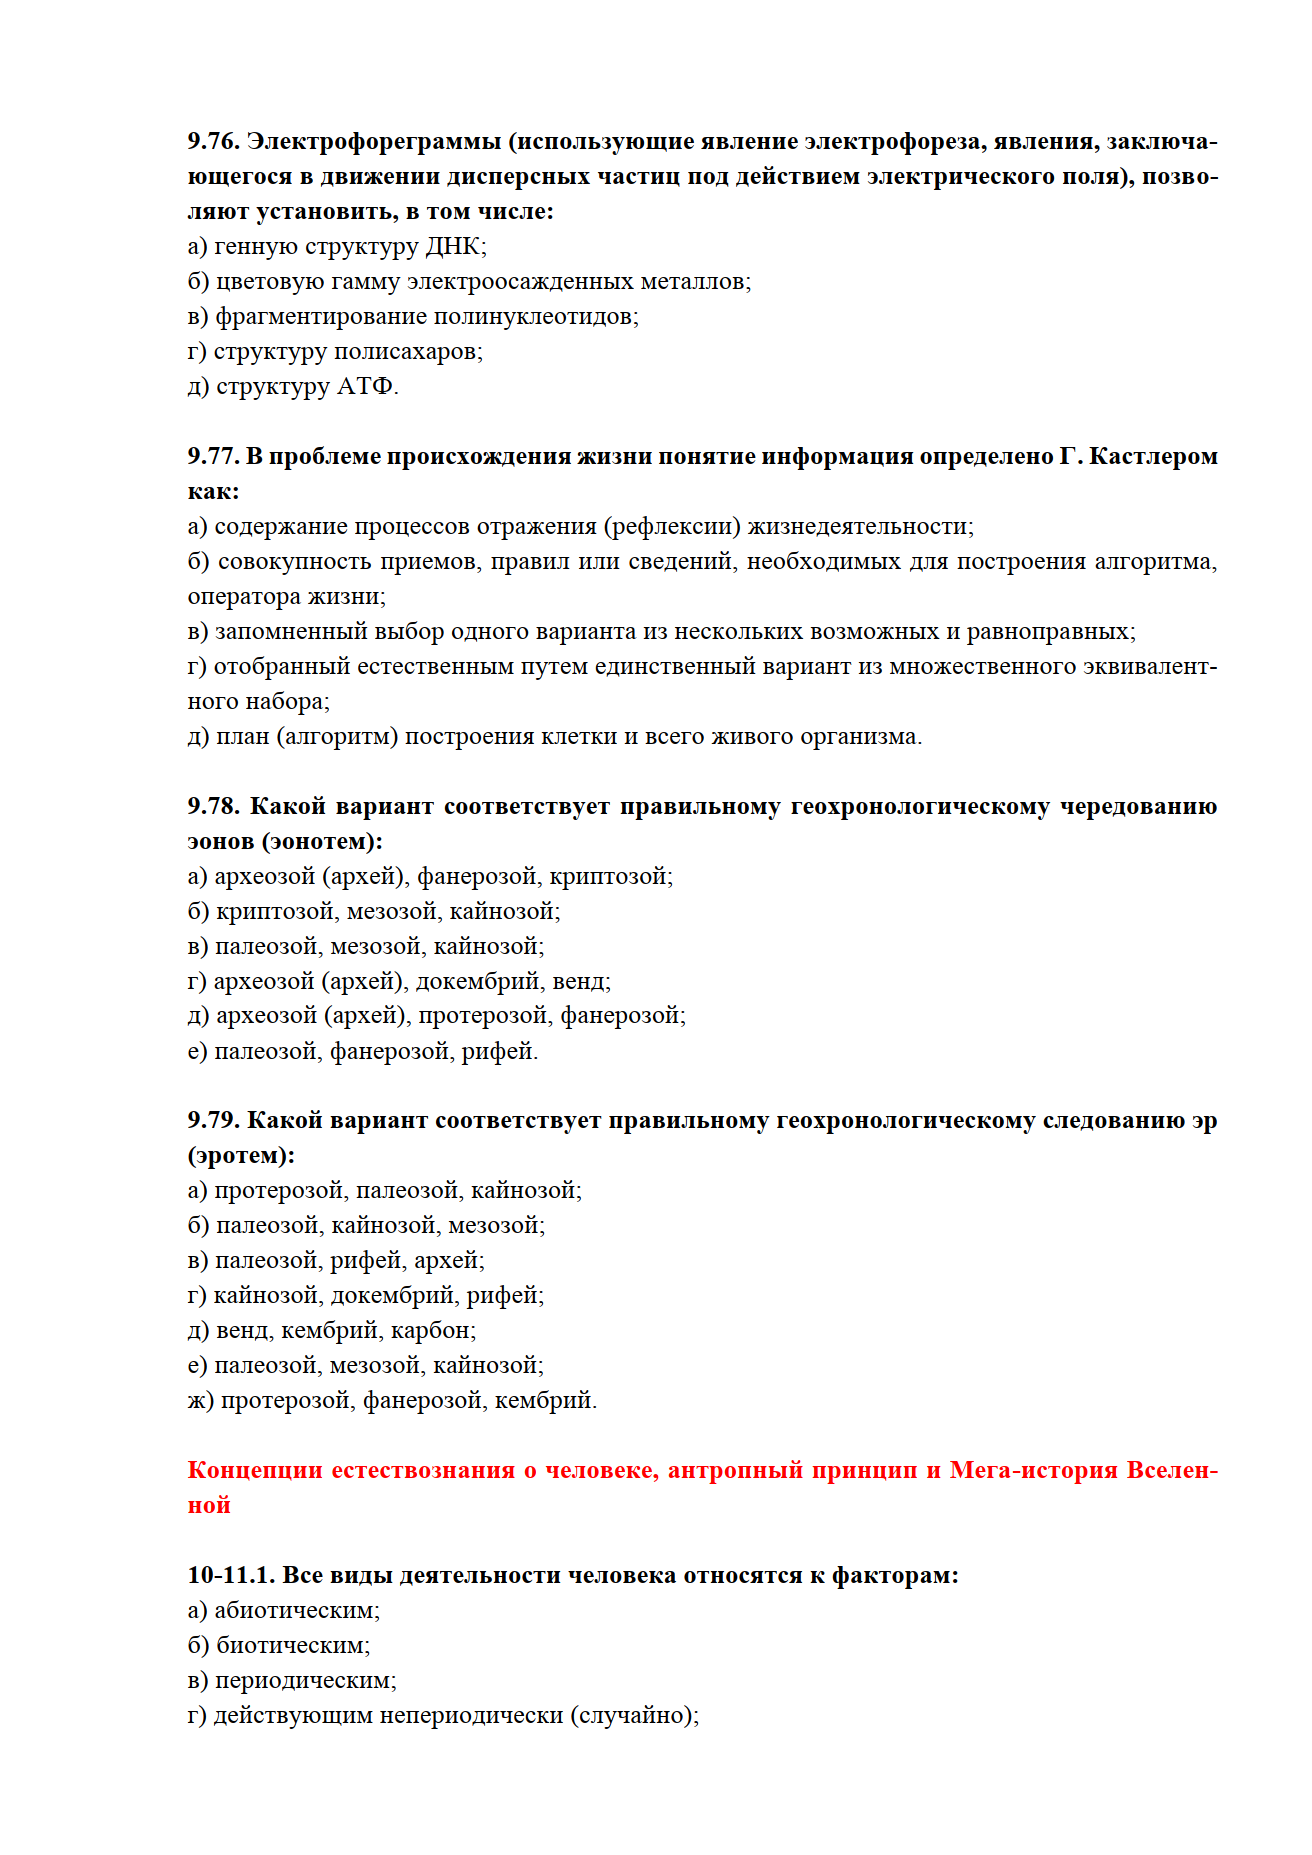 9.76. Электрофореграммы (использующие явление электрофореза, явления, заключа-
ющегося в движении дисперсных частиц под действием электрического поля), позво-
ляют установить, в том числе:
а) генную структуру ДНК;
б) цветовую гамму электроосажденных металлов;
в) фрагментирование полинуклеотидов;
г) структуру полисахаров;
д) структуру АТФ.
9.77. В проблеме происхождения жизни понятие информация определено Г. Кастлером
как:
а) содержание процессов отражения (рефлексии) жизнедеятельности;
б) совокупность приемов, правил или сведений, необходимых для построения алгоритма,
оператора жизни;
в) запомненный выбор одного варианта из нескольких возможных и равноправных;
г) отобранный естественным путем единственный вариант из множественного эквивалент-
ного набора;
д) план (алгоритм) построения клетки и всего живого организма.
9.78. Какой вариант соответствует правильному геохронологическому чередованию
эонов (эонотем):
а) археозой (архей), фанерозой, криптозой;
б) криптозой, мезозой, кайнозой;
в) палеозой, мезозой, кайнозой;
г) археозой (архей), докембрий, венд;
д) археозой (архей), протерозой, фанерозой;
е) палеозой, фанерозой, рифей.
9.79. Какой вариант соответствует правильному геохронологическому следованию эр
(эротем):
а) протерозой, палеозой, кайнозой;
б) палеозой, кайнозой, мезозой;
в) палеозой, рифей, архей;
г) кайнозой, докембрий, рифей;
д) венд, кембрий, карбон;
е) палеозой, мезозой, кайнозой;
ж) протерозой, фанерозой, кембрий.
Концепции естествознания о человеке, антропный принцип и Мега-история Вселен-
ной
10-11.1. Все виды деятельности человека относятся к факторам:
а) абиотическим;
б) биотическим;
в) периодическим;
г) действующим непериодически (случайно);